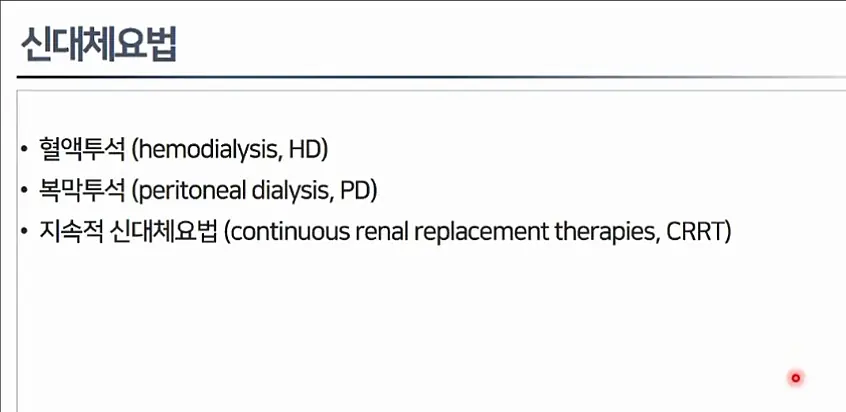 신대체요법
• 혈액투석 (hemodialysis, HD)
• 복막투석 (peritoneal dialysis, PD)
• 지속적 신대체요법 (continuous renal replacement therapies, CRRT)